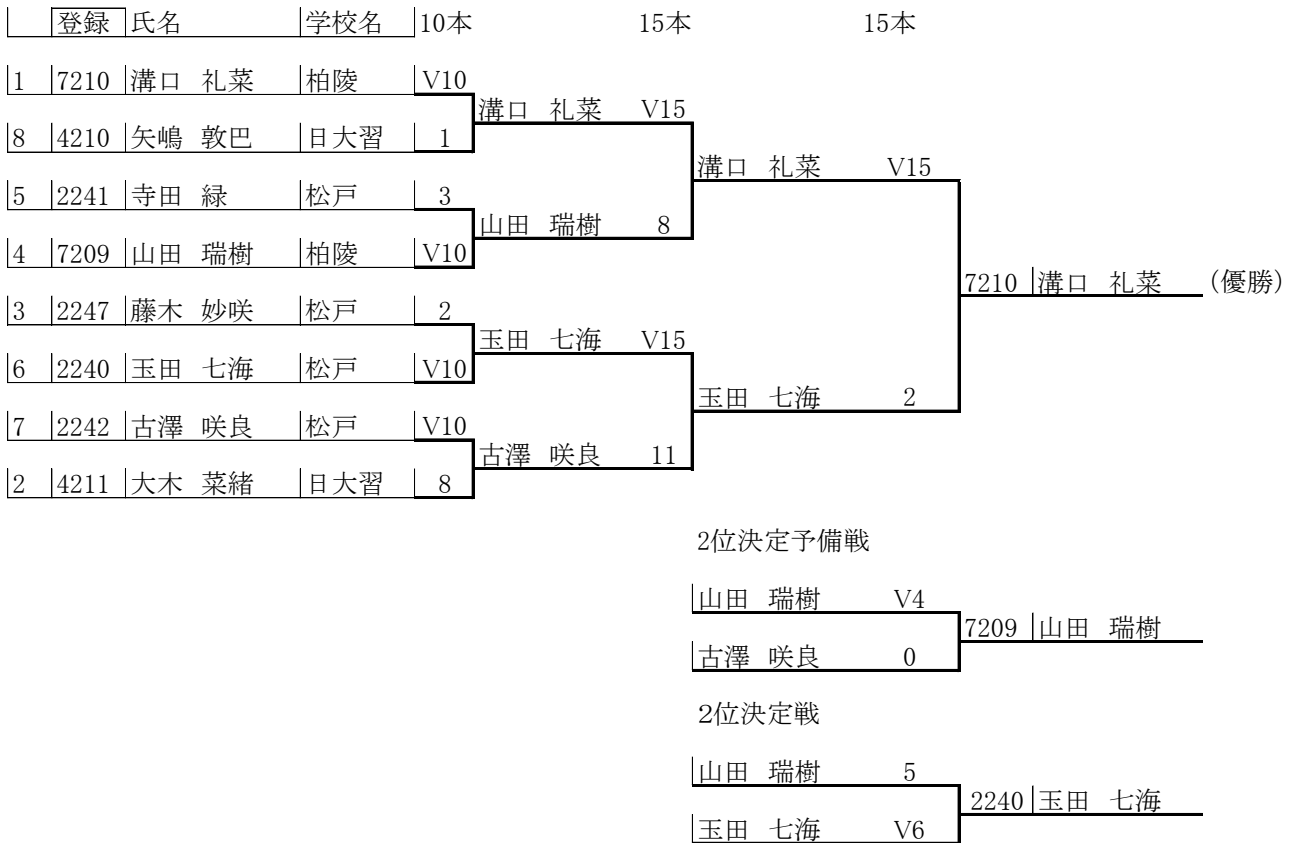 登録 氏名 学校名 10本 15本 15本
1 7210 溝口 礼菜 柏陵 V10
溝口 礼菜 V15
8 4210 矢嶋 敦巴 日大習 1
溝口 礼菜 V15
5 2241 寺田 緑 松戸 3
山田 瑞樹 8
4 7209 山田 瑞樹 柏陵 V10
7210 溝口 礼菜 (優勝)
3 2247 藤木 妙咲 松戸 2
玉田 七海 V15
6 2240 玉田 七海 松戸 V10
玉田 七海 2
7 2242 古澤 咲良 松戸 V10
古澤 咲良 11
2 4211 大木 菜緒 日大習 8
2位決定予備戦
山田 瑞樹 V4
7209 山田 瑞樹
古澤 咲良 0
2位決定戦
山田 瑞樹 5
2240 玉田 七海
玉田 七海 V6